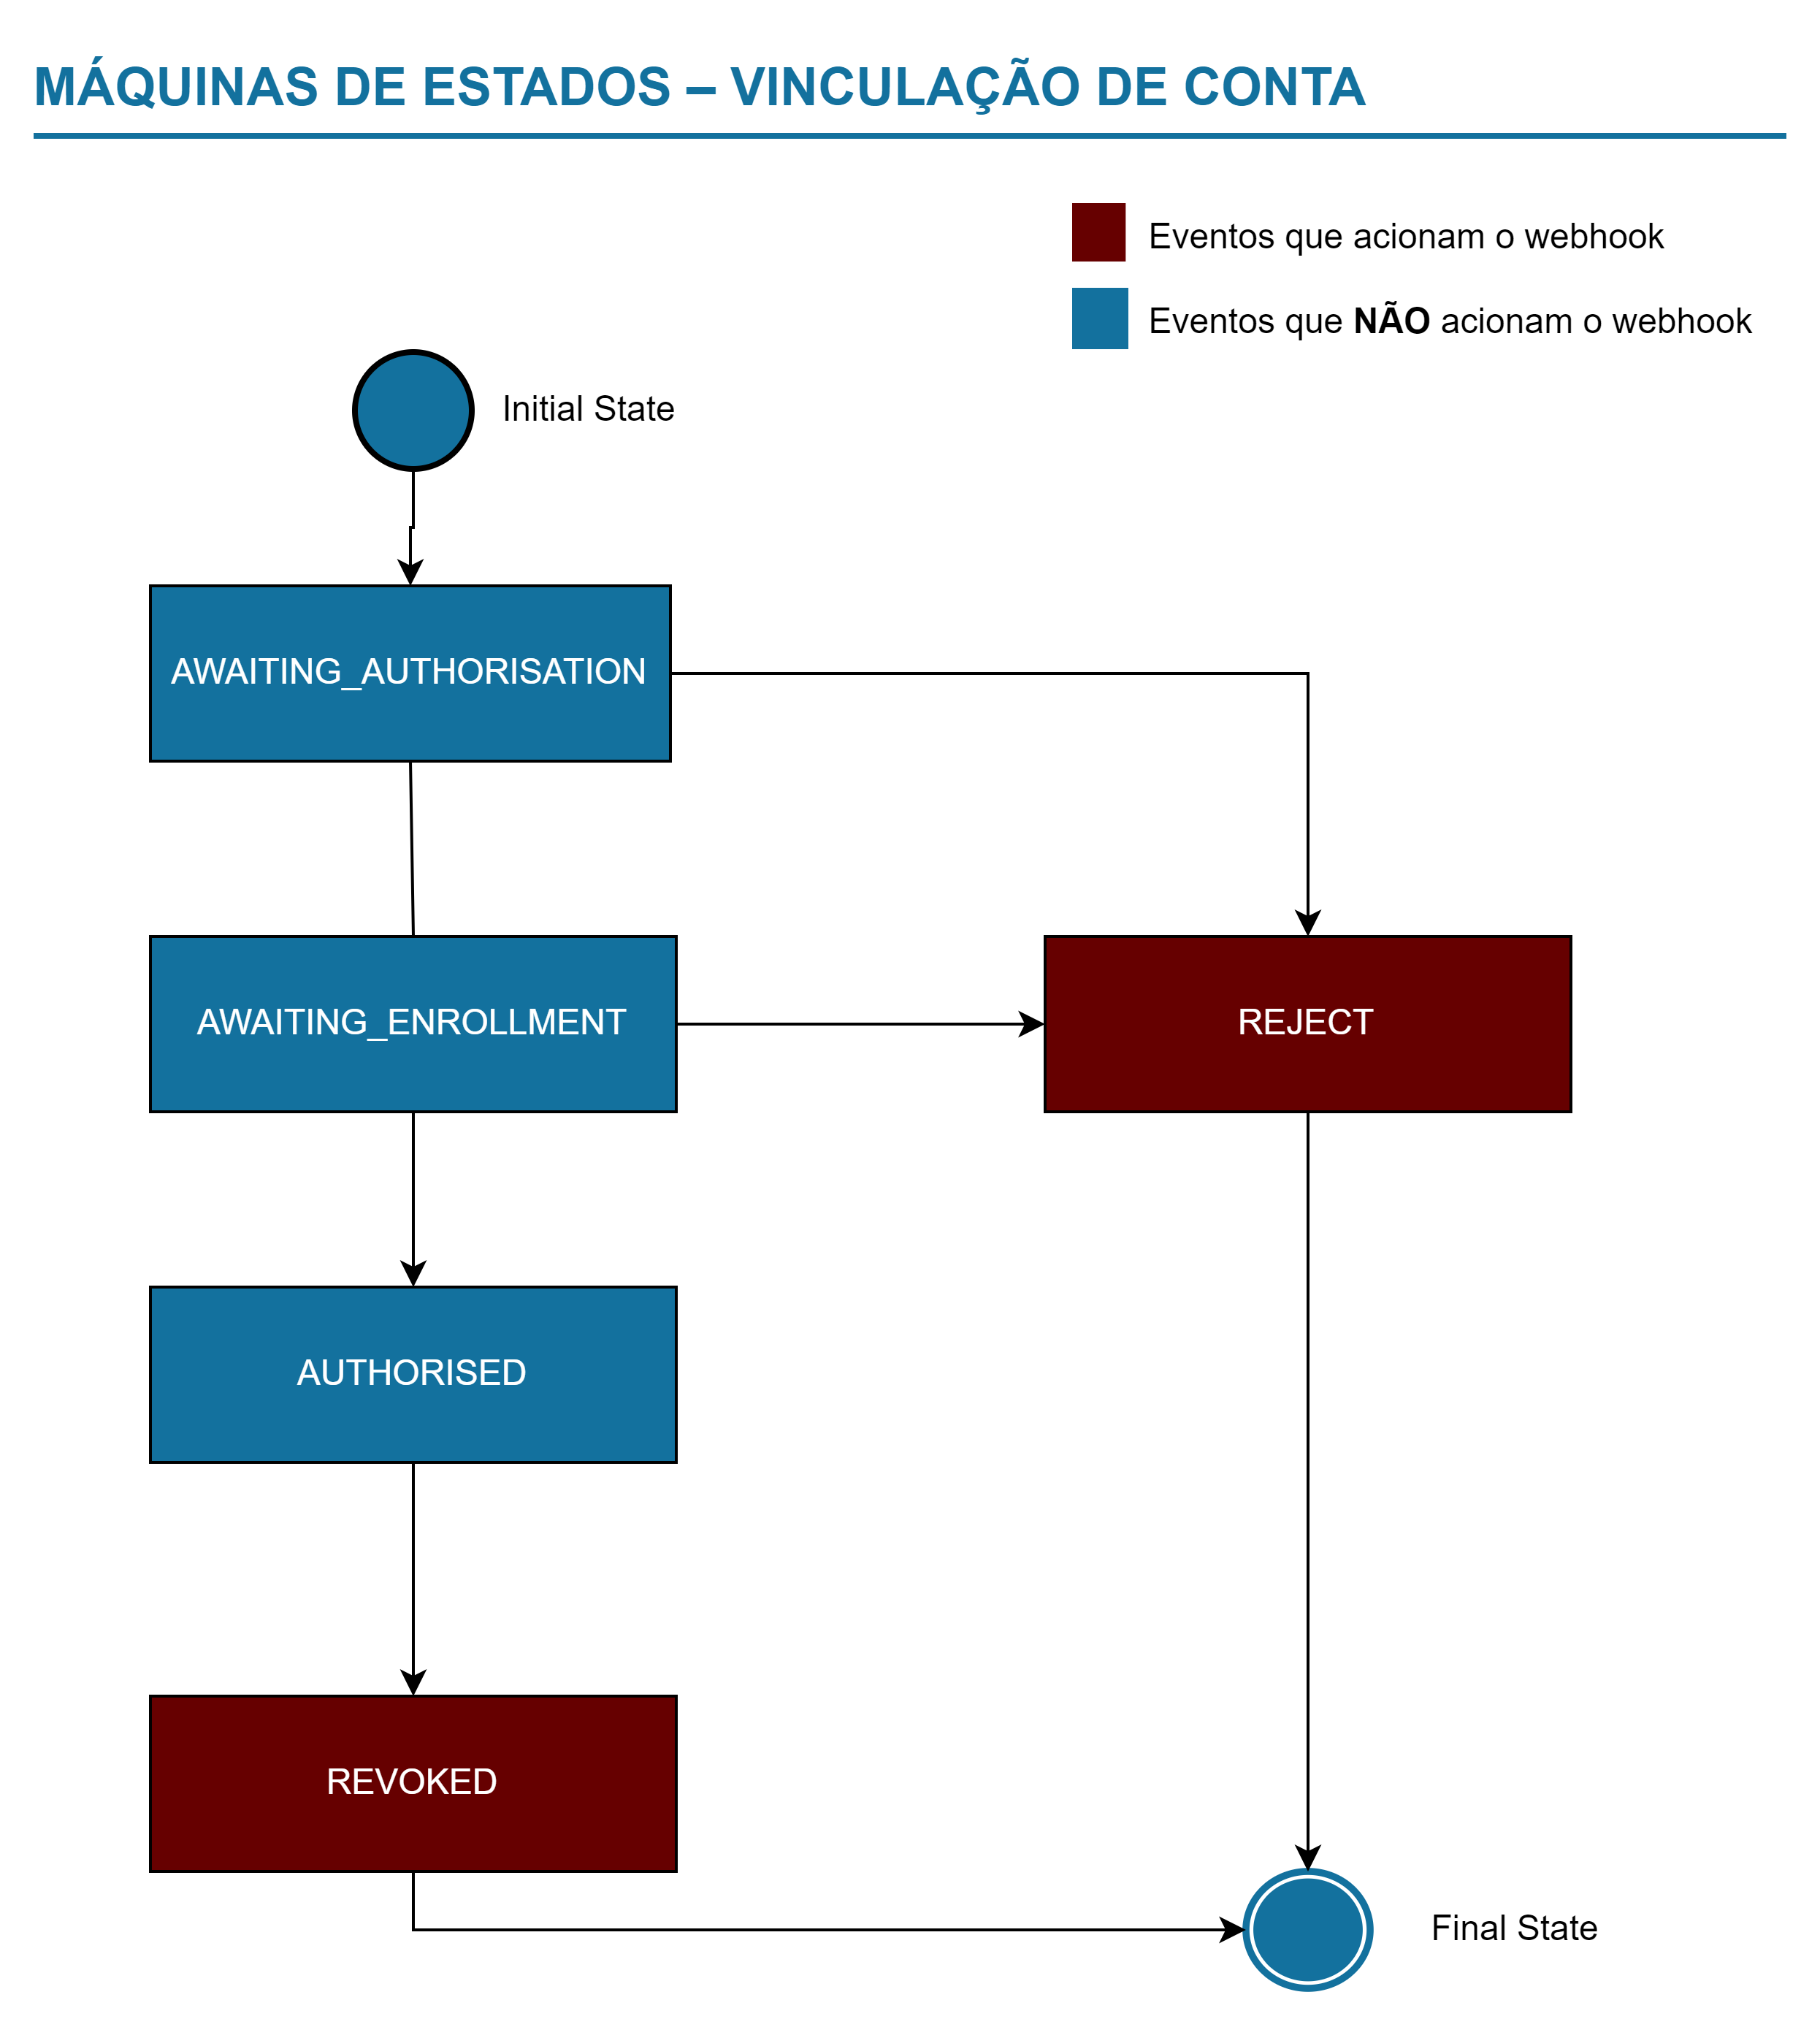 MÁQUINAS DE ESTADOS – VINCULAÇÃO DE CONTA
Eventos que acionam o webhook
Eventos que NÃO acionam o webhook
Initial State
AWAITING_AUTHORISATION
AWAITING_ENROLLMENT
REJECT
AUTHORISED
REVOKED
Final State